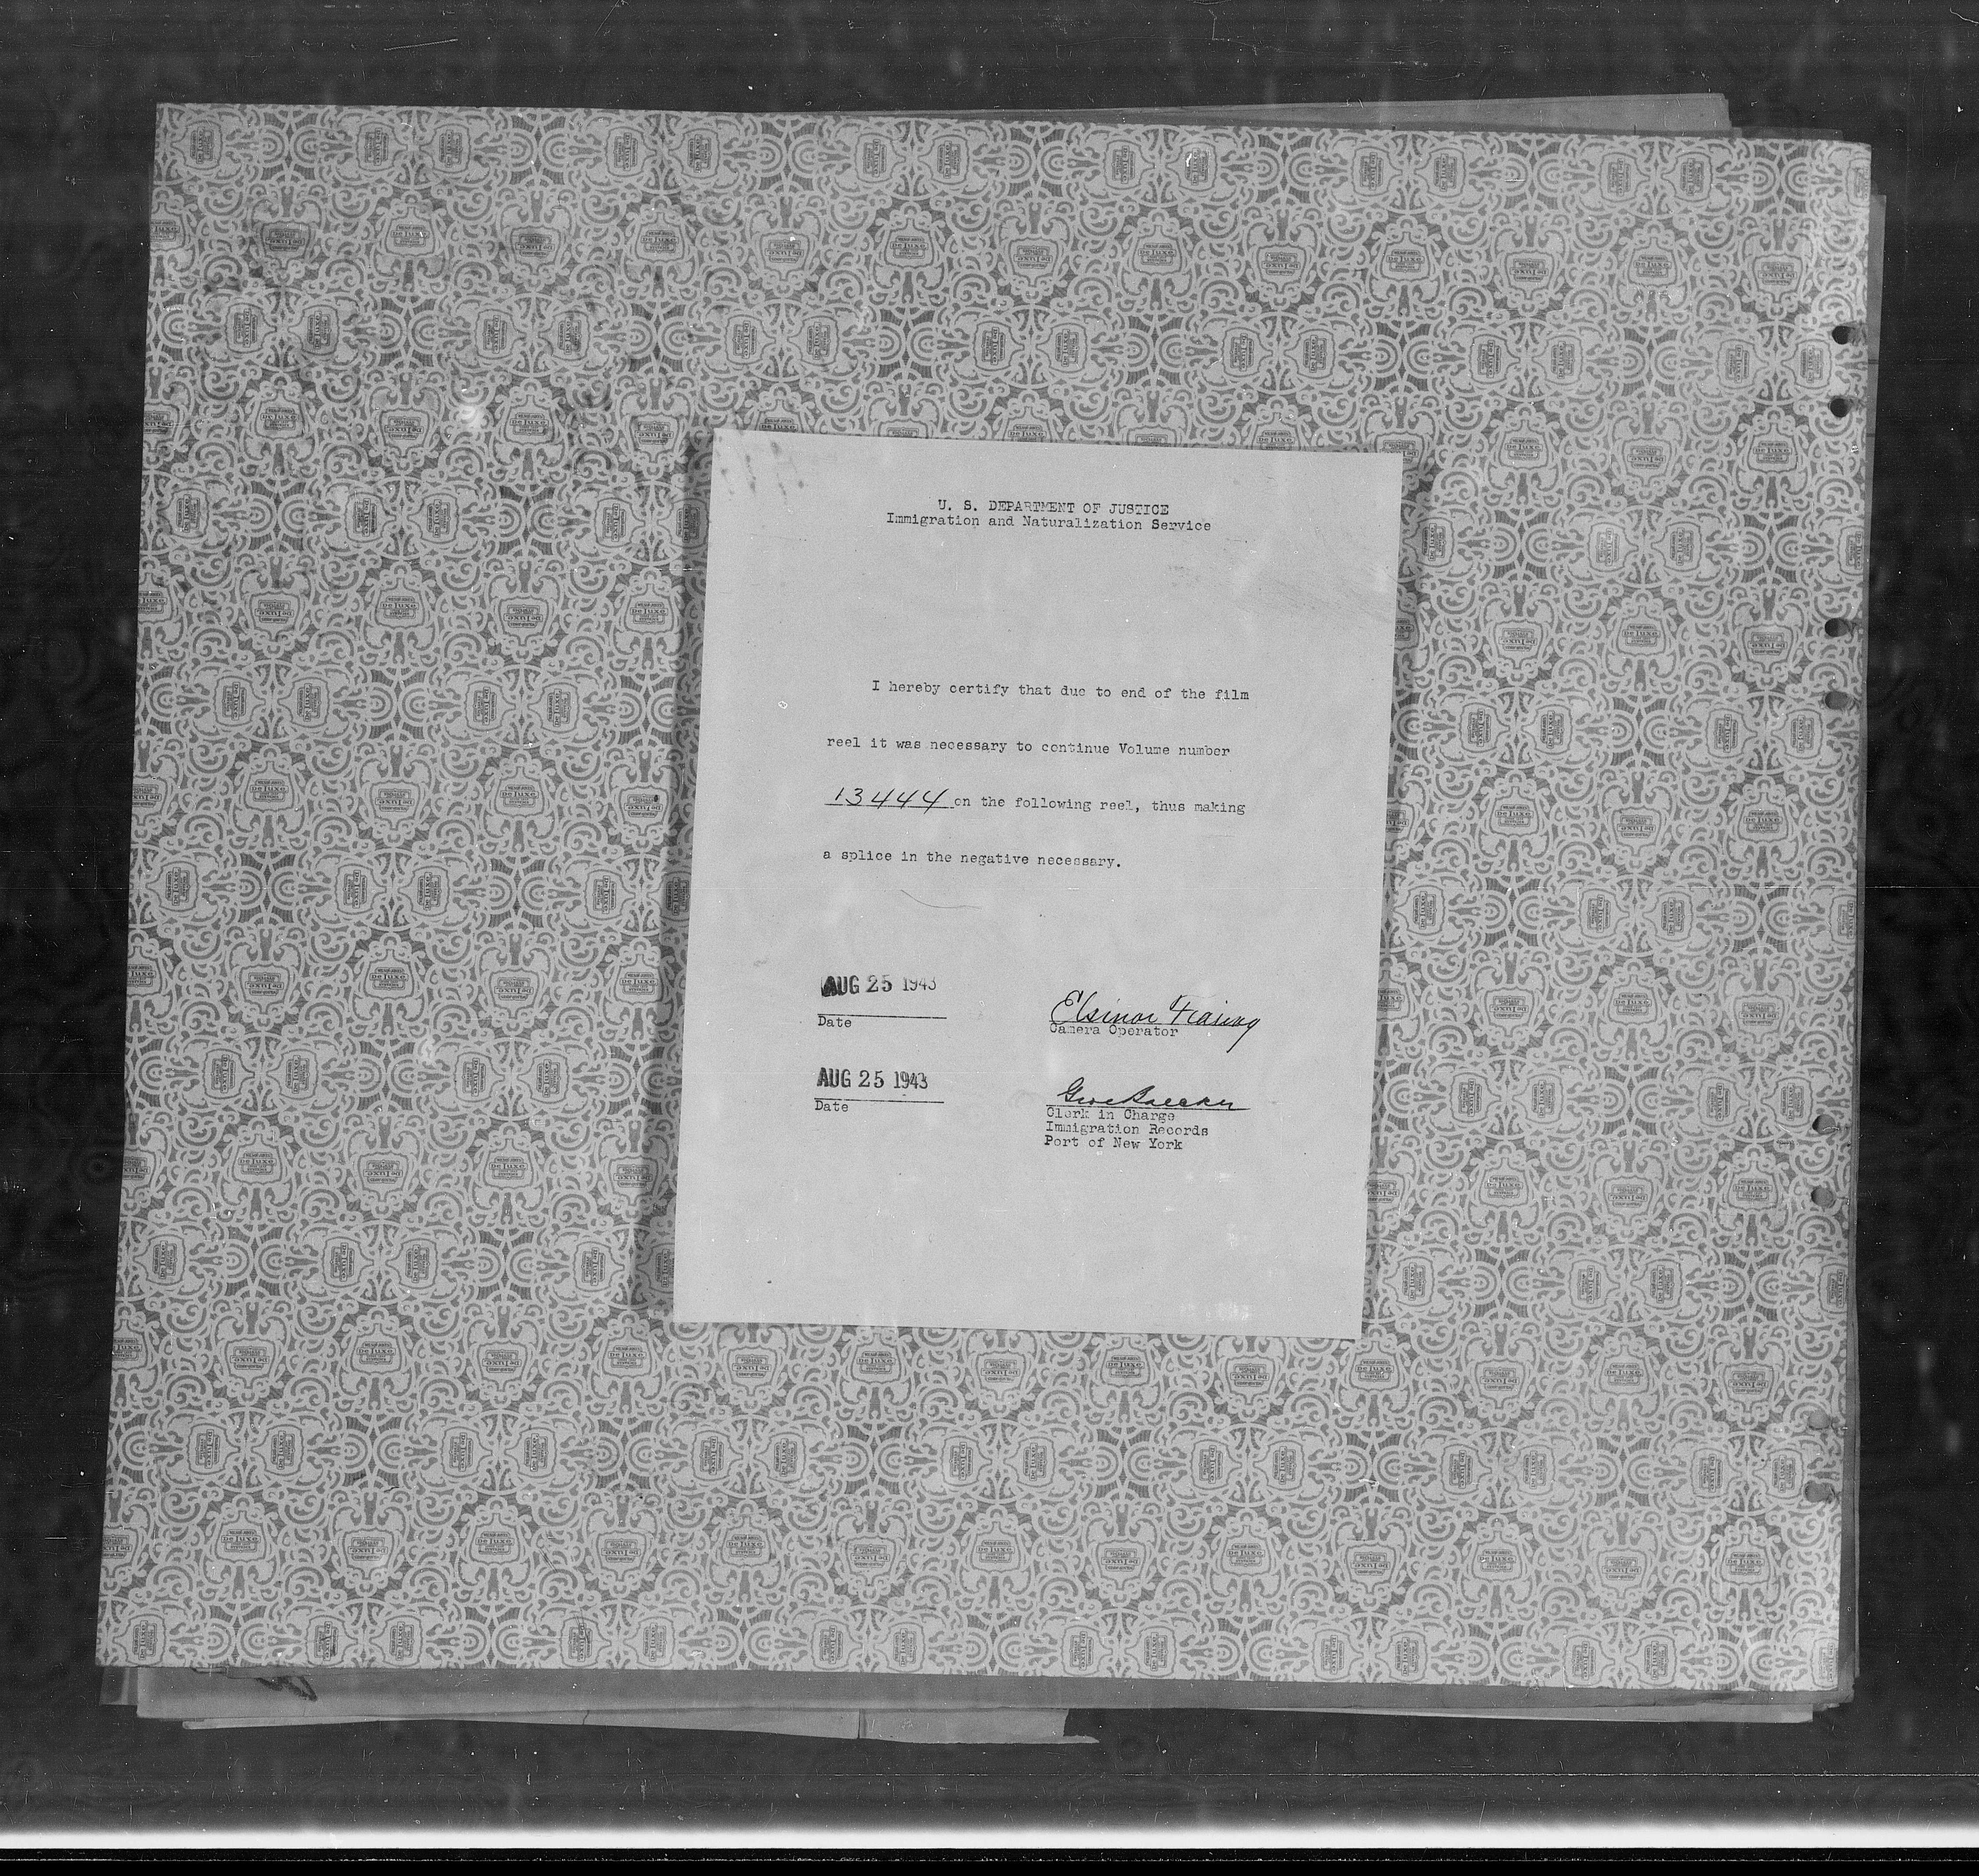 U. S. DEPARTMENT OF JUSTICE
Immigration and Naturalization Service
I hereby certify that due to end of the film
reel it was necessary to continue Volume number
13444 on the following reel, thus making
a splice in the negative necessary.
AUG 25 1943
Date
Elsinor
Camera Operator
AUG 25 1943
Date
Clerk in Charge
Immigration Records
Port of New York
De Luxe